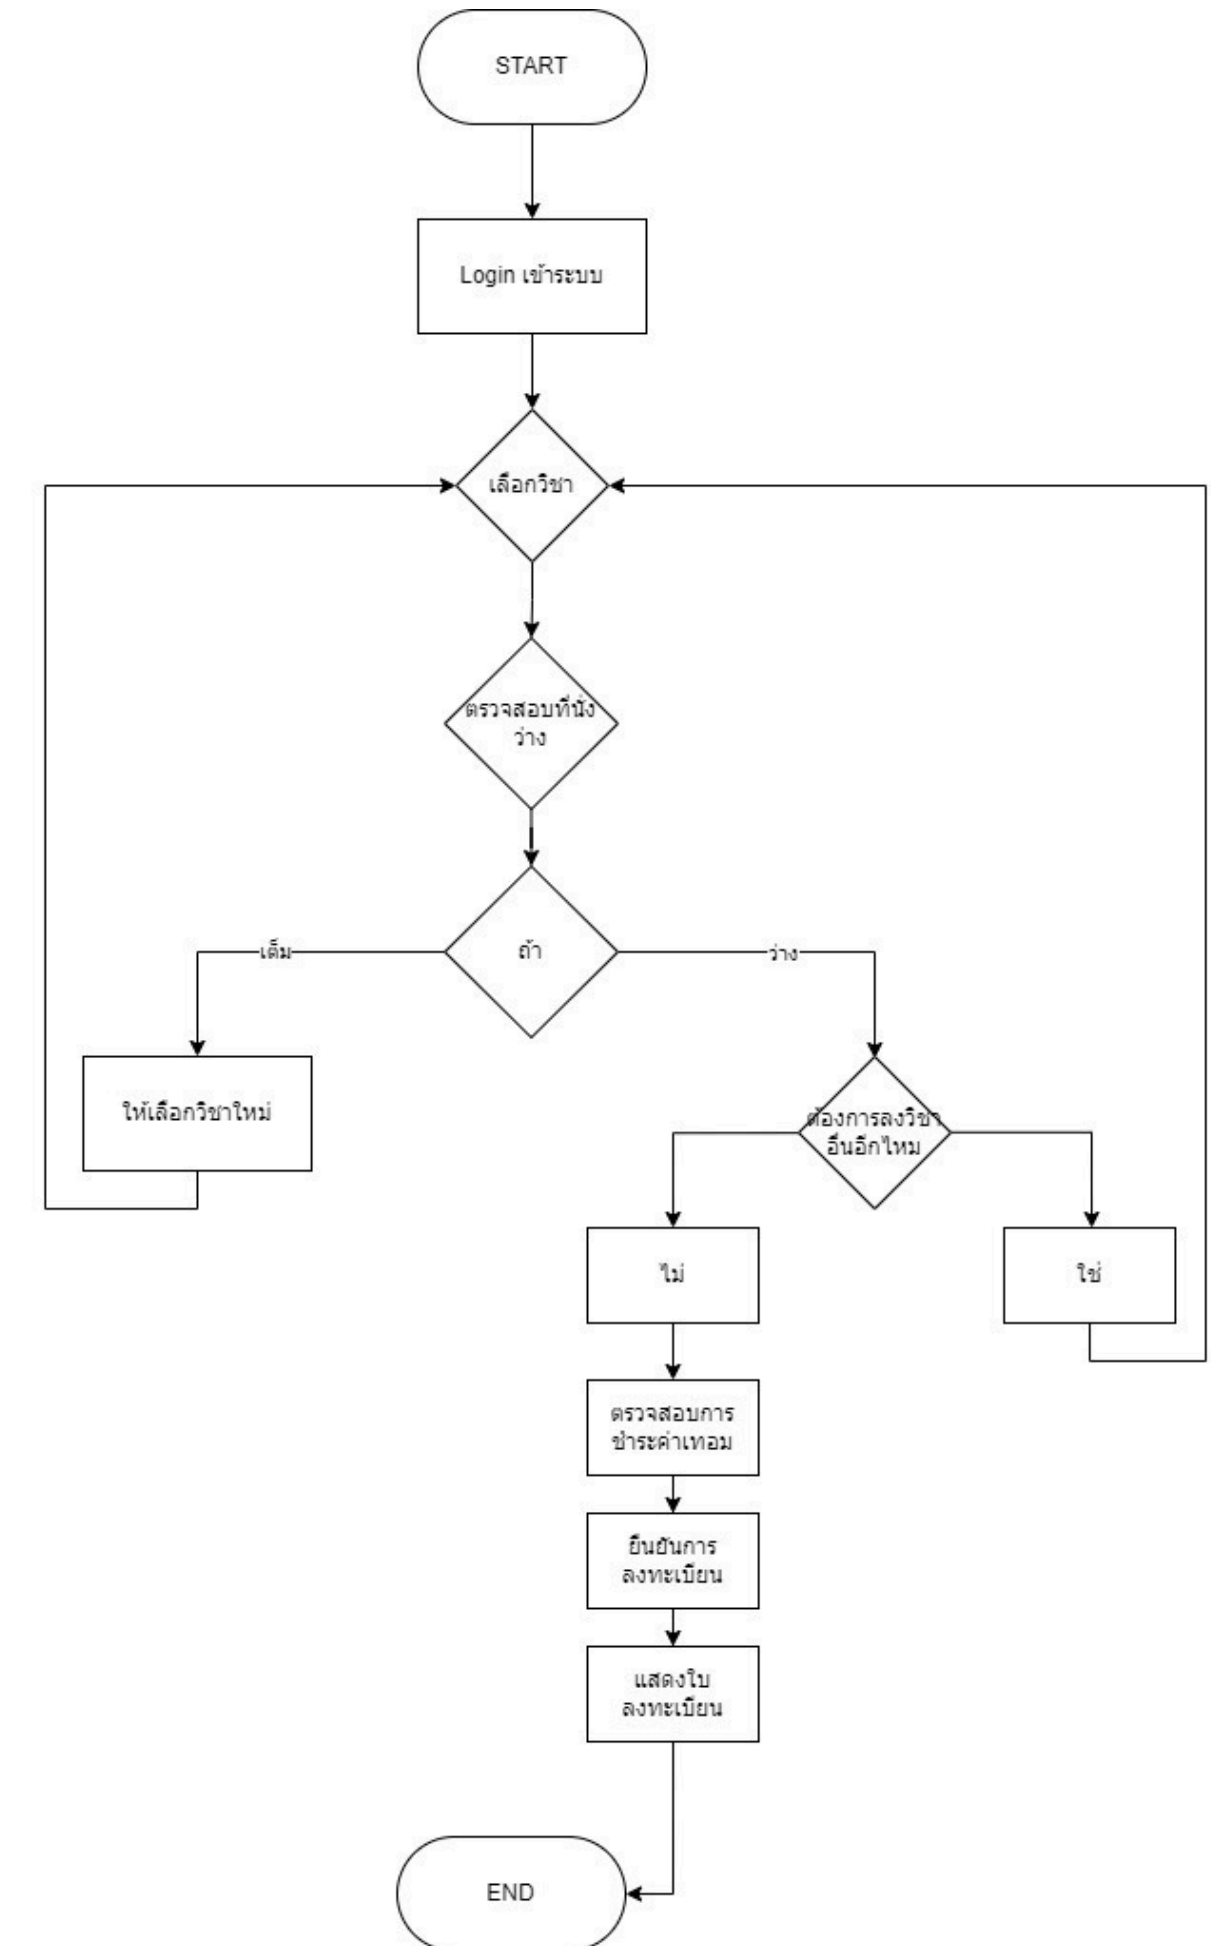 START
Login เข้าระบบ
เลือกวิชา
ตรวจสอบที่นั่ง
ว่าง
ถ้า
เต็ม
ว่าง
ให้เลือกวิชาใหม่
ต้องการลงวิชา
อื่นอีกไหม
ไม่
ใช่
ตรวจสอบการ
ชำระค่าเทอม
ยืนยันการ
ลงทะเบียน
แสดงใบ
ลงทะเบียน
END